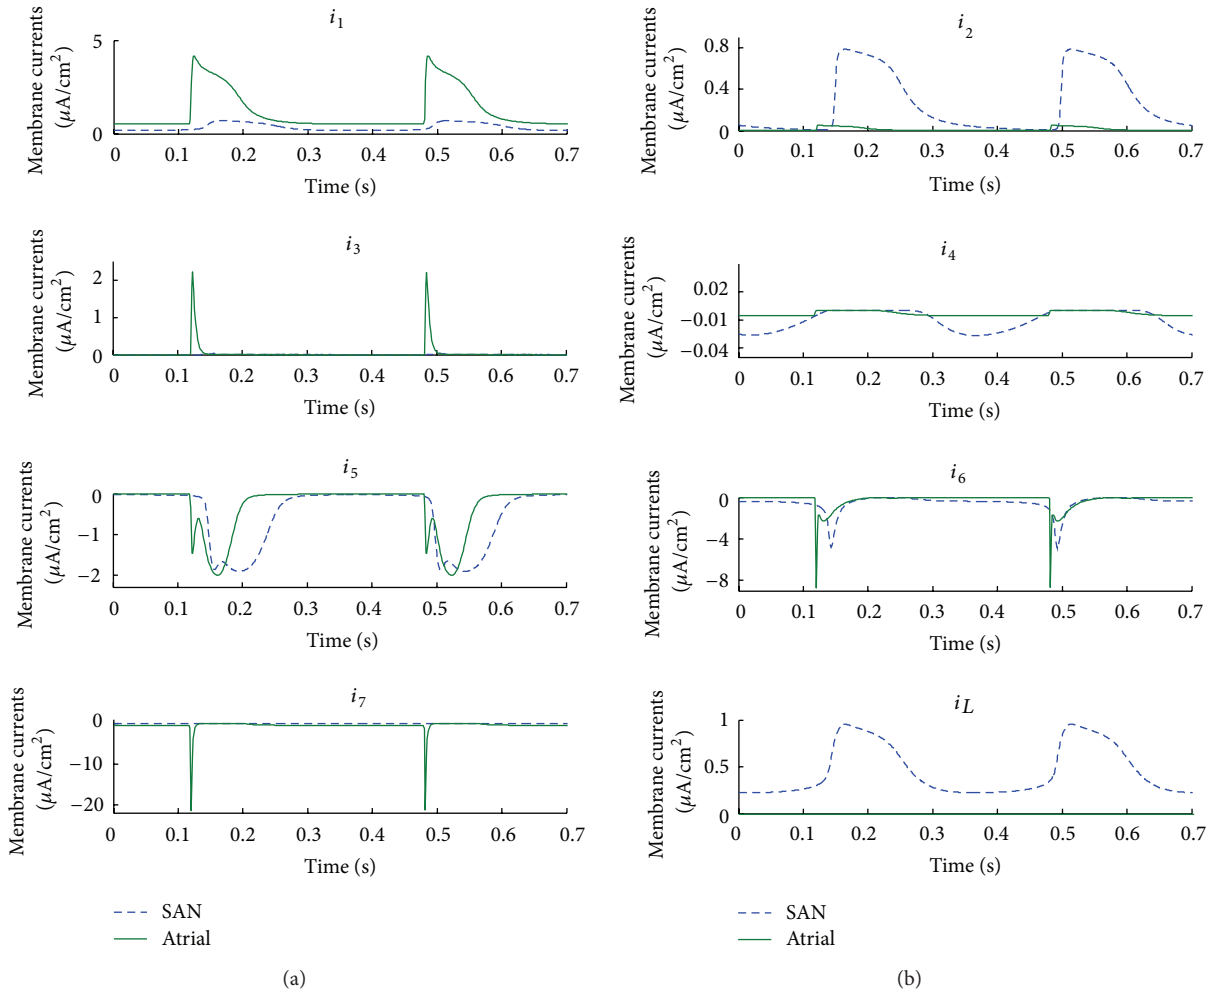 i1
Membrane currents
(μA/cm2)
5
0
0 0.1 0.2 0.3 0.4 0.5 0.6 0.7
Time (s)
i3
Membrane currents
(μA/cm2)
2
1
0
0 0.1 0.2 0.3 0.4 0.5 0.6 0.7
Time (s)
i5
Membrane currents
(μA/cm2)
0
−1
−2
0 0.1 0.2 0.3 0.4 0.5 0.6 0.7
Time (s)
i7
Membrane currents
(μA/cm2)
0
−10
−20
0 0.1 0.2 0.3 0.4 0.5 0.6 0.7
Time (s)
SAN
Atrial
(a)
i2
Membrane currents
(μA/cm2)
0.8
0.4
0
0 0.1 0.2 0.3 0.4 0.5 0.6 0.7
Time (s)
i4
Membrane currents
(μA/cm2)
0.02
−0.01
−0.04
0 0.1 0.2 0.3 0.4 0.5 0.6 0.7
Time (s)
i6
Membrane currents
(μA/cm2)
0
−4
−8
0 0.1 0.2 0.3 0.4 0.5 0.6 0.7
Time (s)
iL
Membrane currents
(μA/cm2)
1
0.5
0
0 0.1 0.2 0.3 0.4 0.5 0.6 0.7
Time (s)
SAN
Atrial
(b)